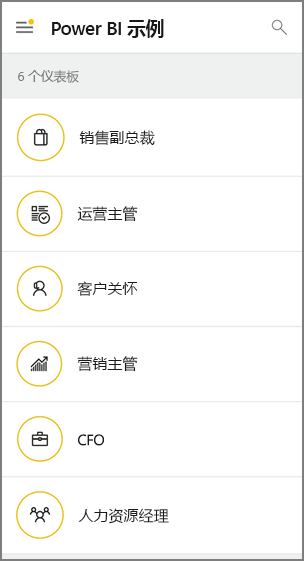 Power BI 示例
6 个仪表板
销售副总裁
运营主管
客户关怀
营销主管
CFO
人力资源经理